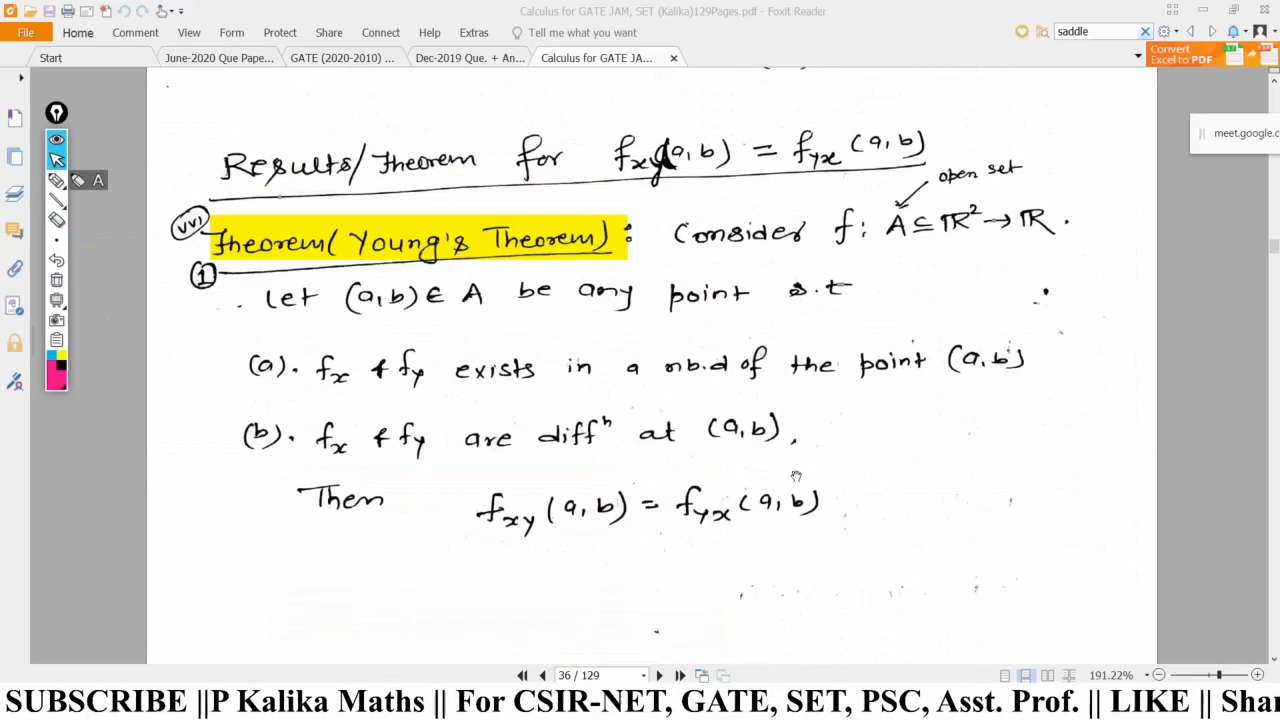 Calculus for GATE JAM, SET (Kalika)129Pages.pdf - Foxit Reader
File Home Comment View Form Protect Share Connect Help Extras Tell me what you want saddle
Start June-2020 Que Pape... GATE (2020-2010) ... Dec-2019 Que. + An... Calculus for GATE JA...
Convert
Excel to PDF
meet.google.c
A
Results/Theorem for fxy(a,b) = fyx(a,b)
open set
Theorem(Young's Theorem): Consider f: A⊆ℝ²→ℝ.
①
Let (a,b)∈ A be any point s.t
(a). fx & fy exists in a nbd of the point (a,b)
(b). fx & fy are diffⁿ at (a,b).
Then fxy(a,b) = fyx(a,b)
36 / 129
191.22%
SUBSCRIBE ||P Kalika Maths || For CSIR-NET, GATE, SET, PSC, Asst. Prof. || LIKE || Shar